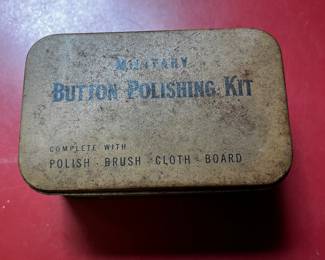 MILITARY
BUTTON POLISHING KIT
COMPLETE WITH
POLISH - BRUSH - CLOTH - BOARD